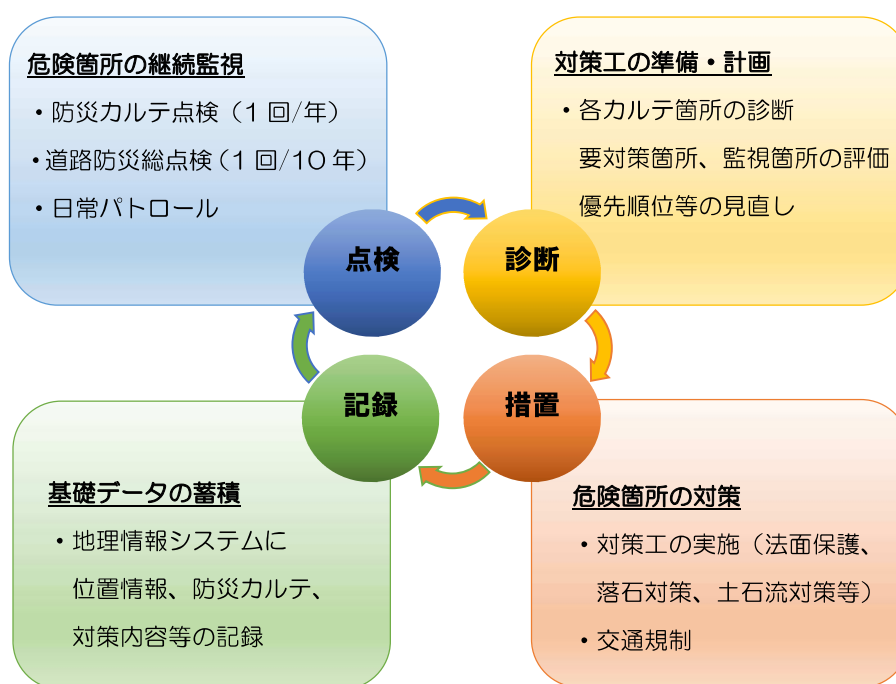 危険箇所の継続監視
・防災カルテ点検（1 回/年）
・道路防災総点検（1 回/10 年）
・日常パトロール
対策工の準備・計画
・各カルテ箇所の診断
要対策箇所、監視箇所の評価
優先順位等の見直し
点検
診断
記録
措置
基礎データの蓄積
・地理情報システムに
位置情報、防災カルテ、
対策内容等の記録
危険箇所の対策
・対策工の実施（法面保護、
落石対策、土石流対策等）
・交通規制